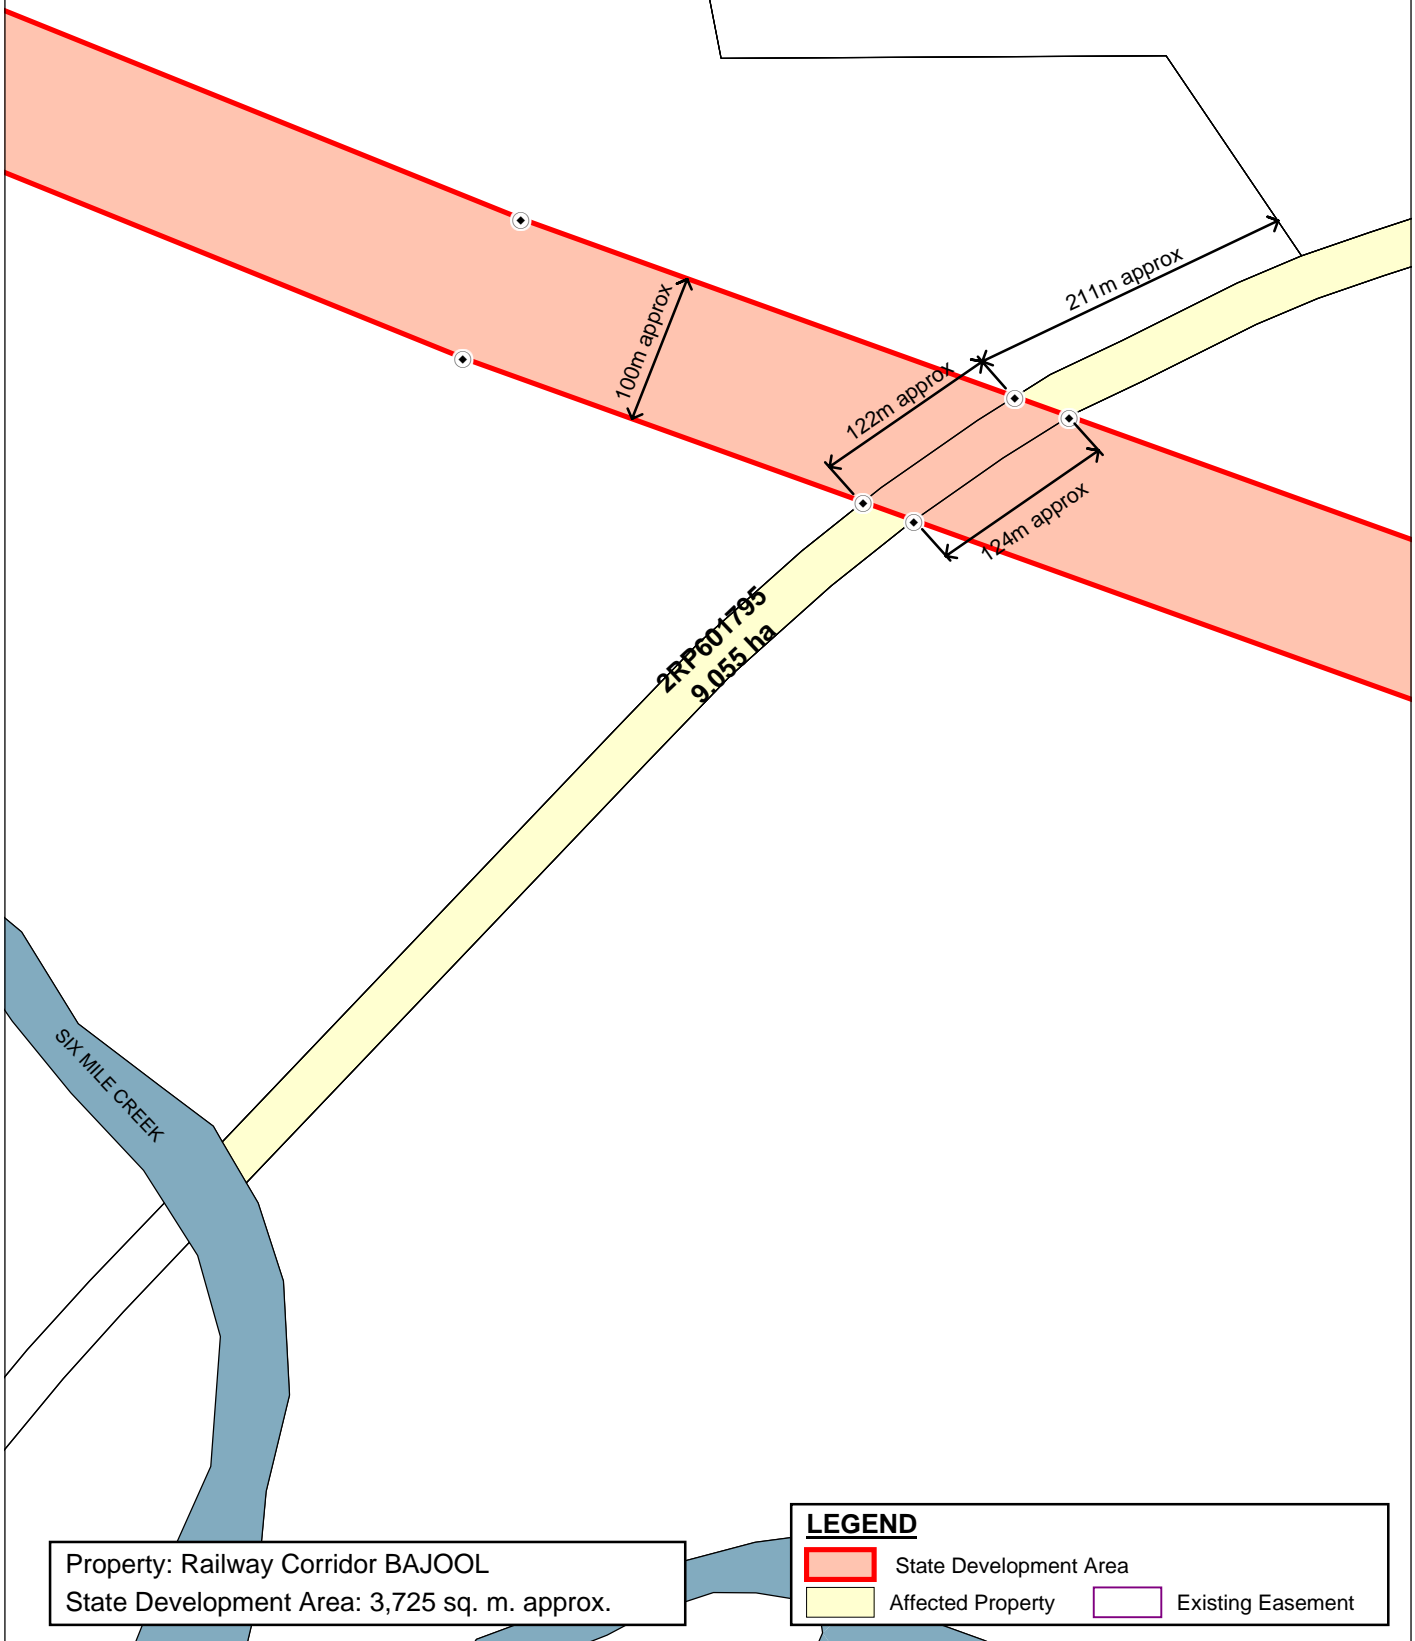 211m approx
100m approx
122m approx
124m approx
2RP601795
9.055 ha
SIX MILE CREEK
Property: Railway Corridor BAJOOL
State Development Area: 3,725 sq. m. approx.
LEGEND
State Development Area
Affected Property
Existing Easement